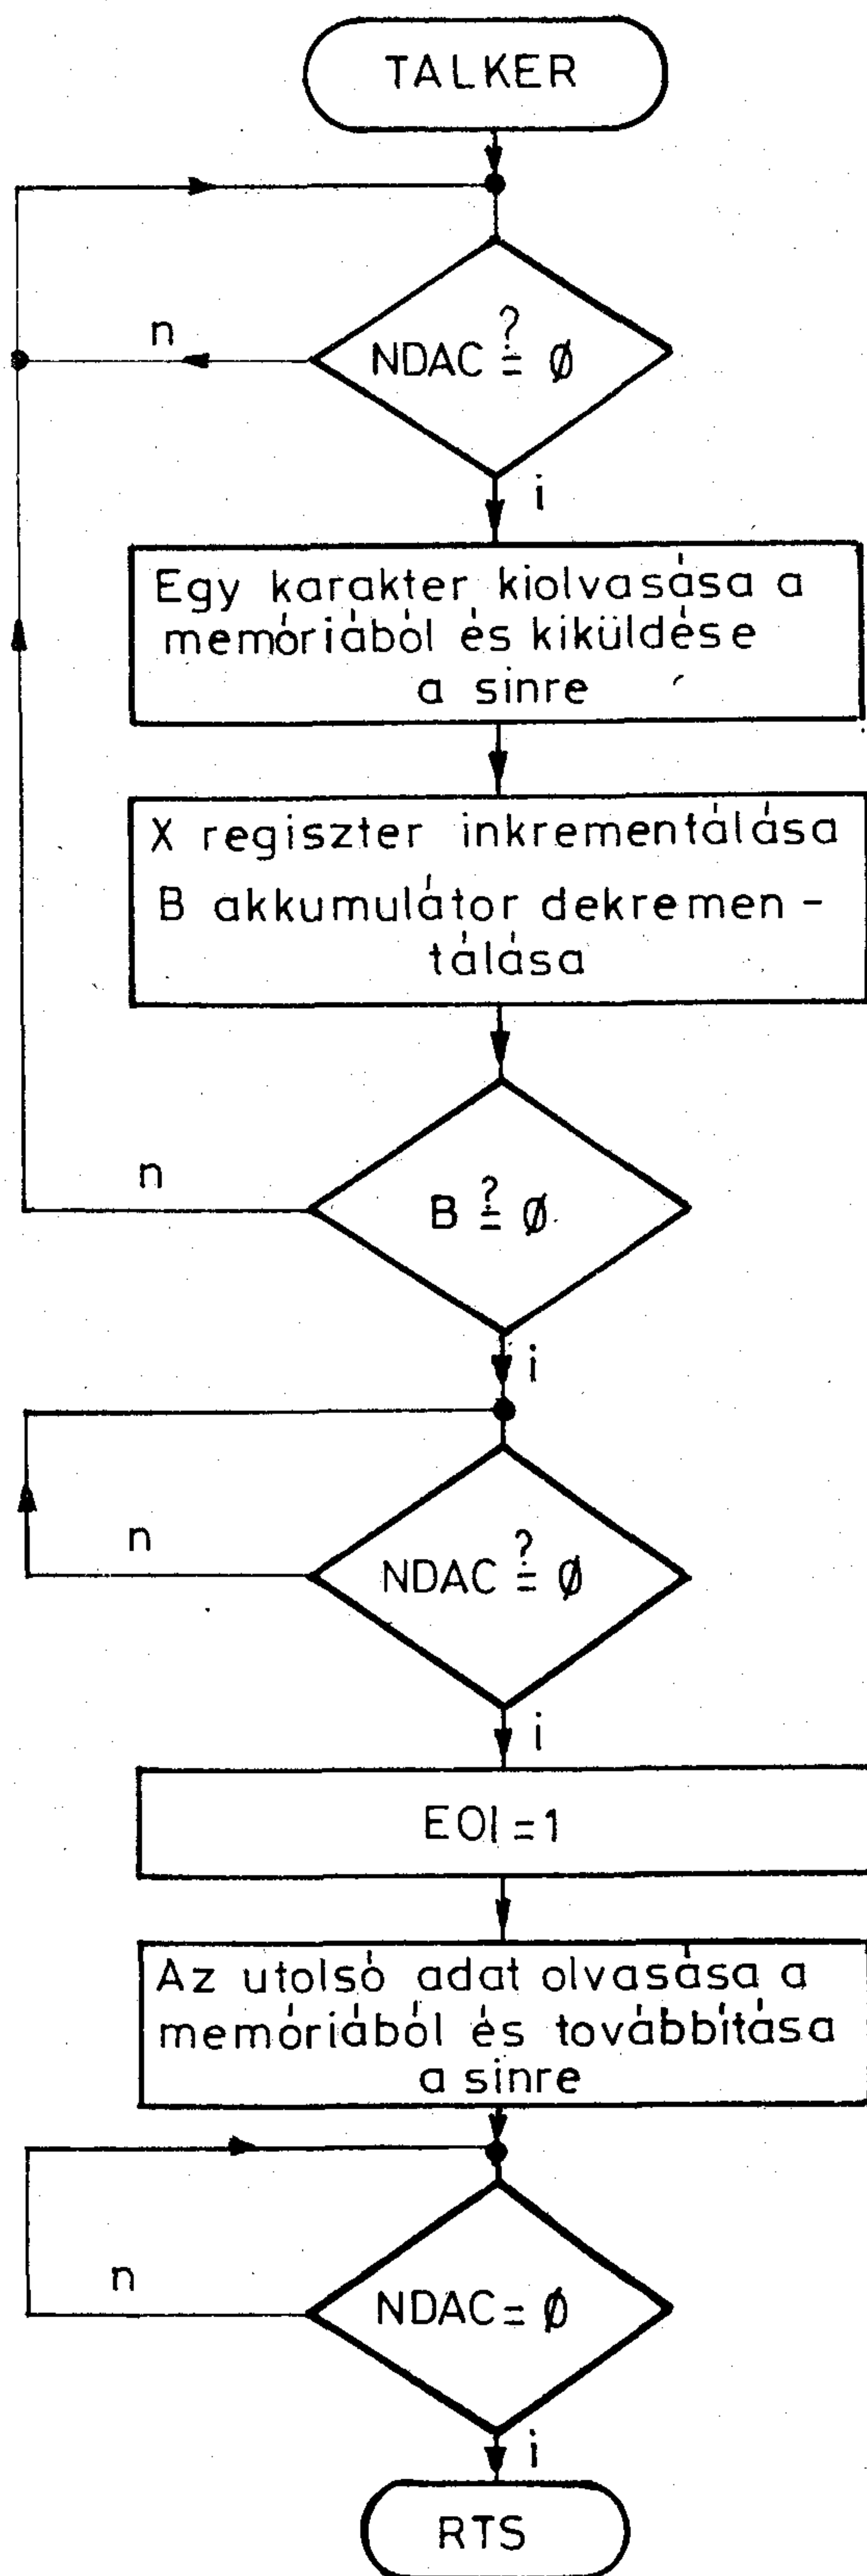 TALKER
n
NDAC ≟ ∅
i
Egy karakter kiolvasása a
memóriából és kiküldése
a sinre
X regiszter inkrementálása
B akkumulátor dekremen -
tálása
n
B ≟ ∅
i
n
NDAC ≟ ∅
i
EOI = 1
Az utolsó adat olvasása a
memóriából és továbbítása
a sinre
n
NDAC = ∅
i
RTS